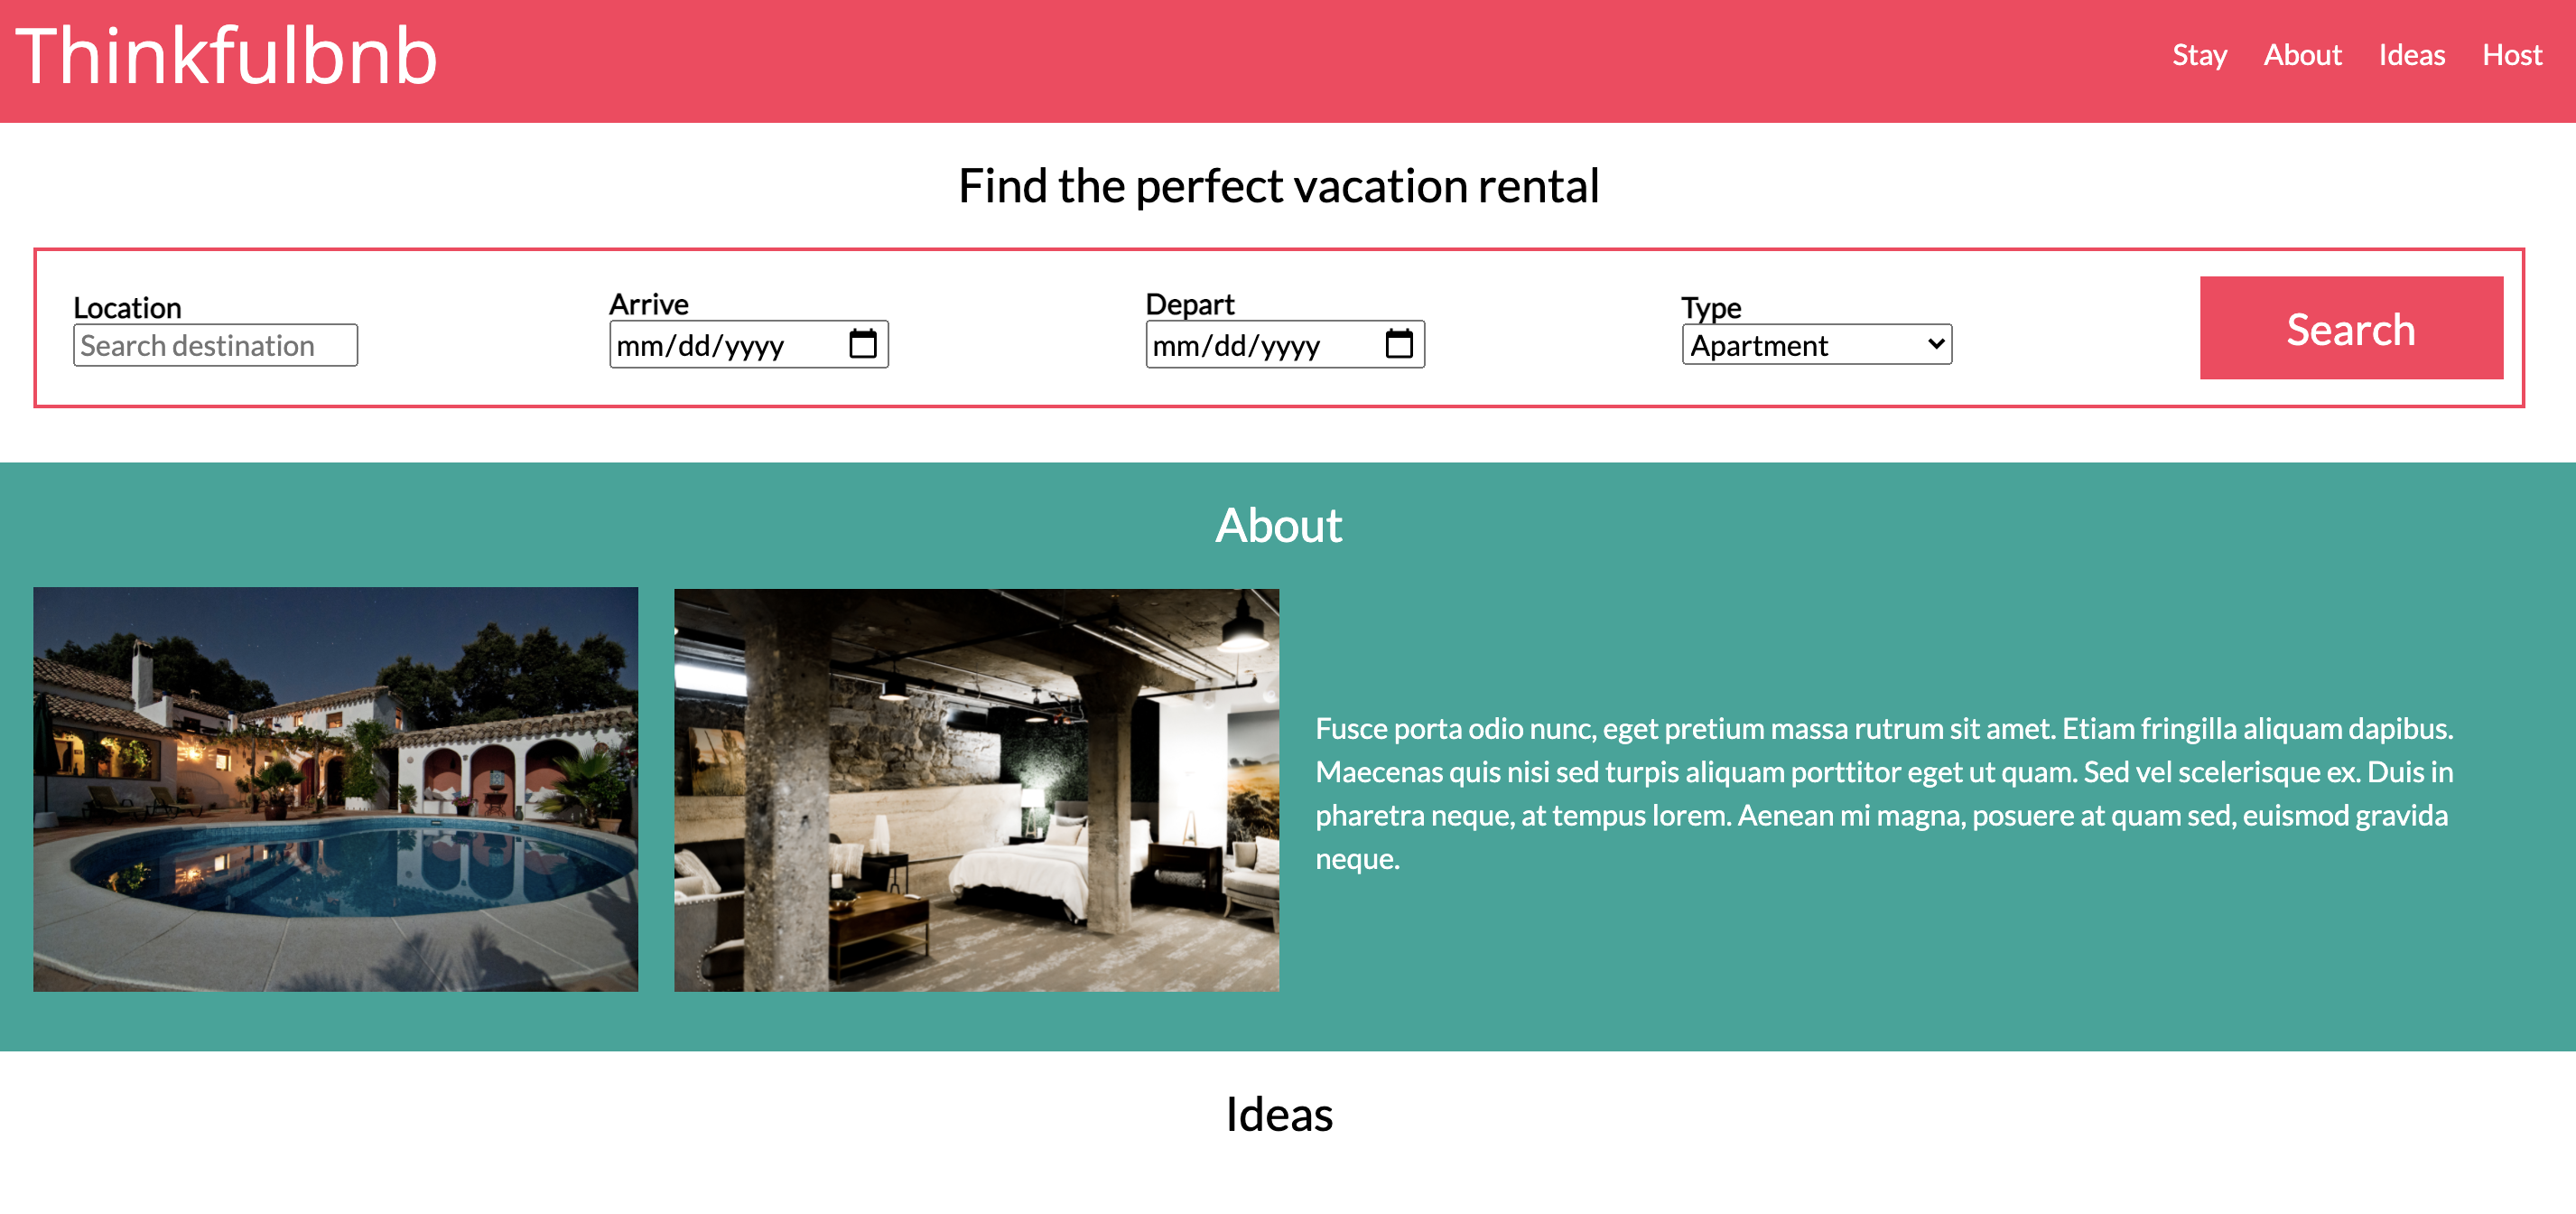 Thinkfulbnb
Stay About Ideas Host
Find the perfect vacation rental
Location Arrive Depart Type
Search destination mm/dd/yyyy mm/dd/yyyy Apartment Search
About
Fusce porta odio nunc, eget pretium massa rutrum sit amet. Etiam fringilla aliquam dapibus.
Maecenas quis nisi sed turpis aliquam porttitor eget ut quam. Sed vel scelerisque ex. Duis in
pharetra neque, at tempus lorem. Aenean mi magna, posuere at quam sed, euismod gravida
neque.
Ideas